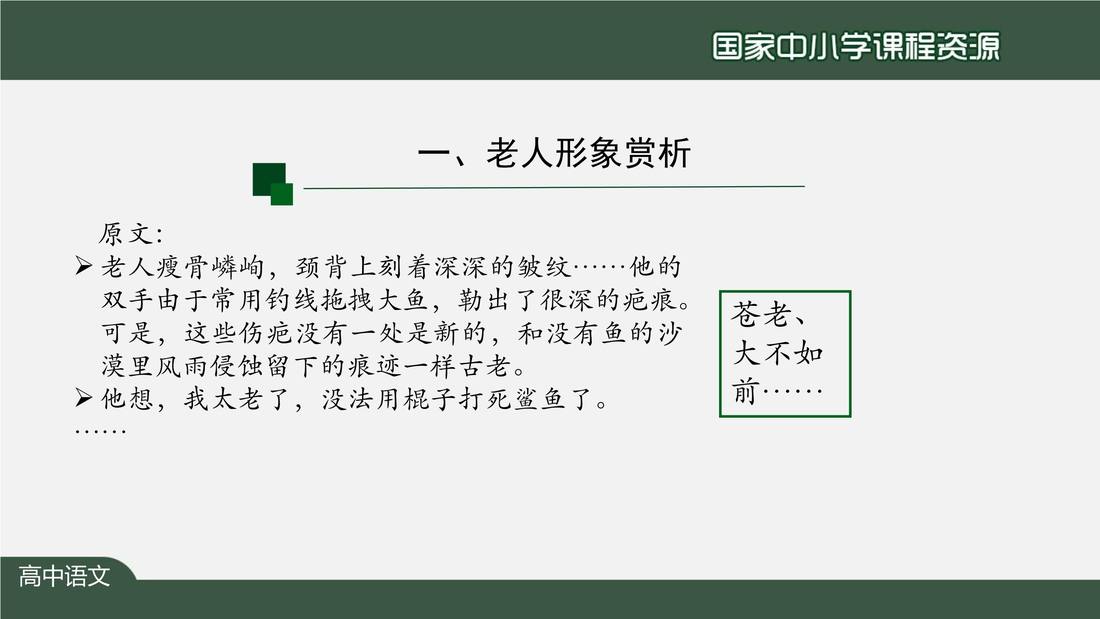 国家中小学课程资源
一、老人形象赏析
原文：
老人瘦骨嶙峋，颈背上刻着深深的皱纹……他的
双手由于常用钓线拖拽大鱼，勒出了很深的疤痕。
可是，这些伤疤没有一处是新的，和没有鱼的沙
漠里风雨侵蚀留下的痕迹一样古老。
他想，我太老了，没法用棍子打死鲨鱼了。
……
苍老、
大不如
前……
高中语文